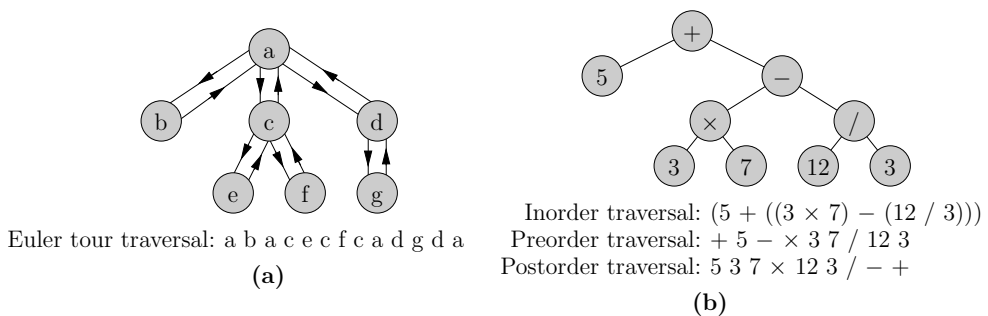 a
b
c
d
e
f
g
Euler tour traversal: a b a c e c f c a d g d a
(a)
+
5
−
×
/
3
7
12
3
Inorder traversal: (5 + ((3 × 7) − (12 / 3)))
Preorder traversal: + 5 − × 3 7 / 12 3
Postorder traversal: 5 3 7 × 12 3 / − +
(b)